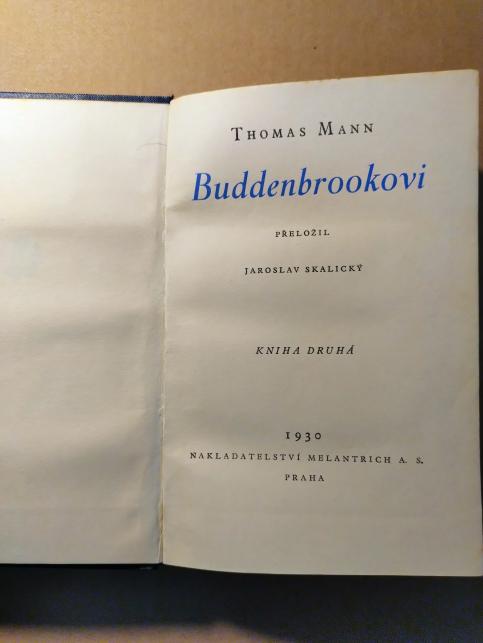 THOMAS MANN
Buddenbrookovi
PŘELOŽIL
JAROSLAV SKALICKÝ
KNIHA DRUHÁ
1930
NAKLADATELSTVÍ MELANTRICH A. S.
PRAHA